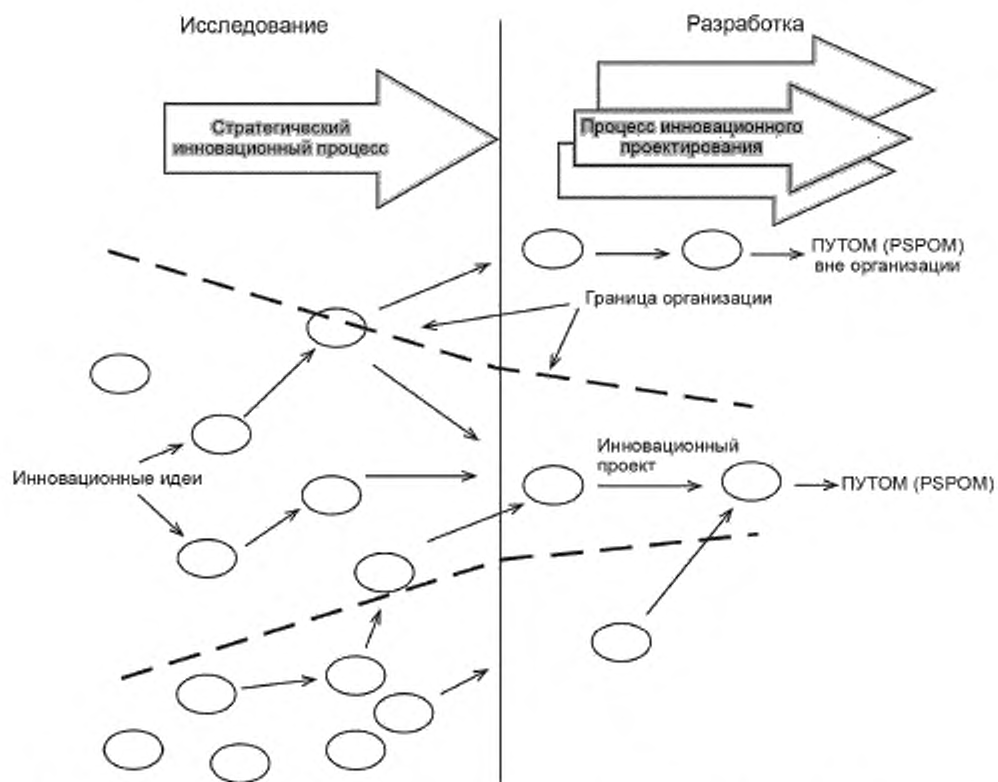 Исследование
Разработка
Стратегический
инновационный процесс
Процесс инновационного
проектирования
ПУТОМ (PSPOM)
вне организации
Граница организации
Инновационные идеи
Инновационный
проект
ПУТОМ (PSPOM)